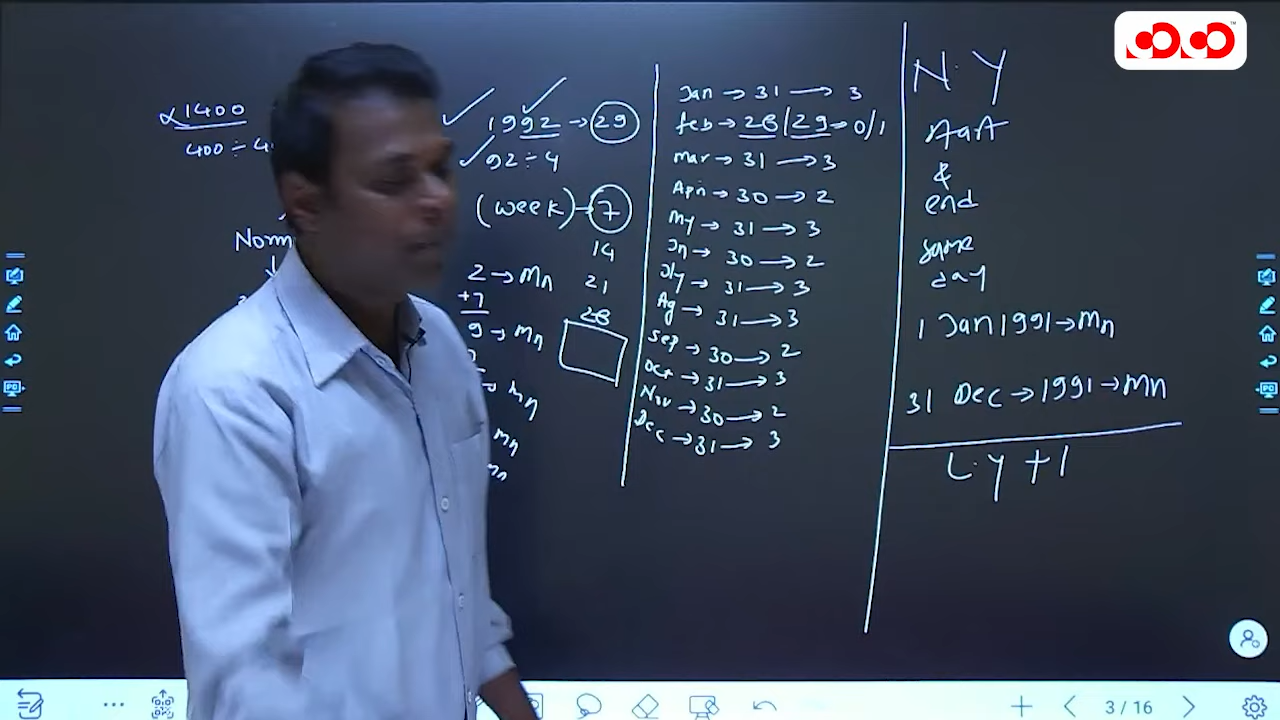 1400
400 ÷ 4
Norm
1992 → 29
92 ÷ 4
(week) → 7
14
21
28
2 → Mn
+7
9 → Mn
→ Mn
Mn
Mn
Jan → 31 → 3
feb → 28/29 → 0/1
Mar → 31 → 3
Apri → 30 → 2
My → 31 → 3
Jn → 30 → 2
Jly → 31 → 3
Ag → 31 → 3
Sep → 30 → 2
Oct → 31 → 3
Nov → 30 → 2
Dec → 31 → 3
N.Y
start
&
end
same
day
1 Jan 1991 → Mn
31 Dec → 1991 → Mn
L.y +1
3 / 16